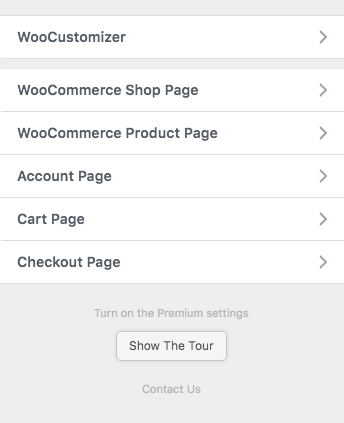 WooCustomizer
WooCommerce Shop Page
WooCommerce Product Page
Account Page
Cart Page
Checkout Page
Turn on the Premium settings
Show The Tour
Contact Us